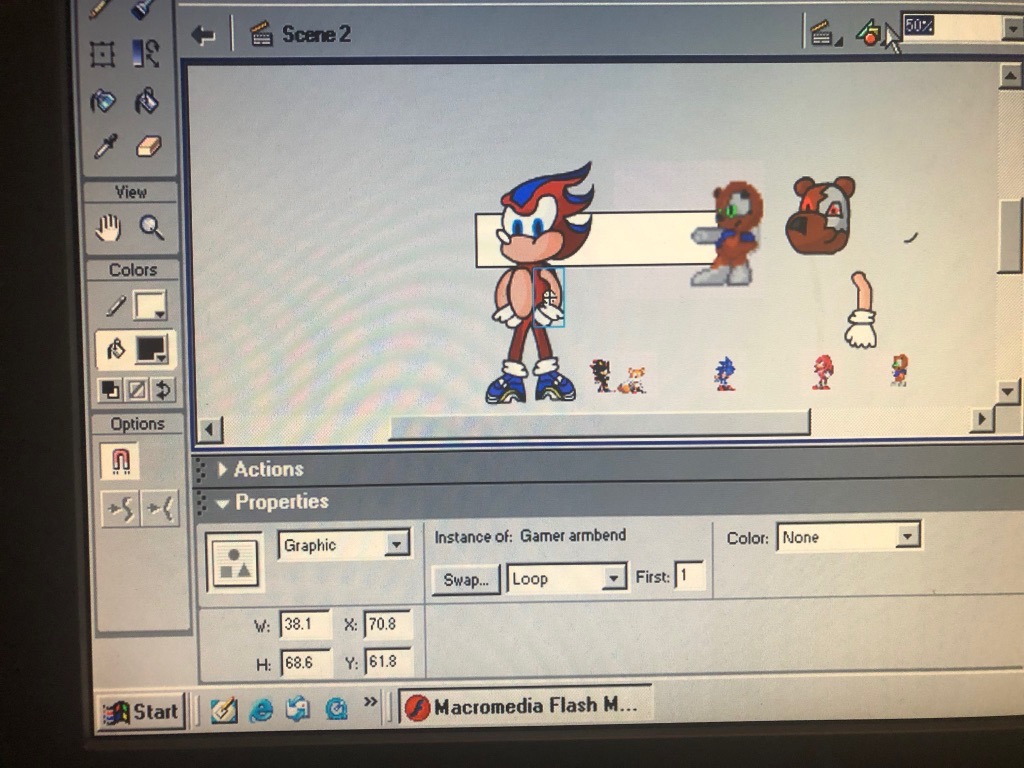 Scene 2
50%
View
Colors
Options
Actions
Properties
Graphic
Instance of: Gamer armbend
Color: None
Swap...
Loop
First: 1
W: 38.1 X: 70.8
H: 68.6 Y: 61.8
Start
»
Macromedia Flash M...